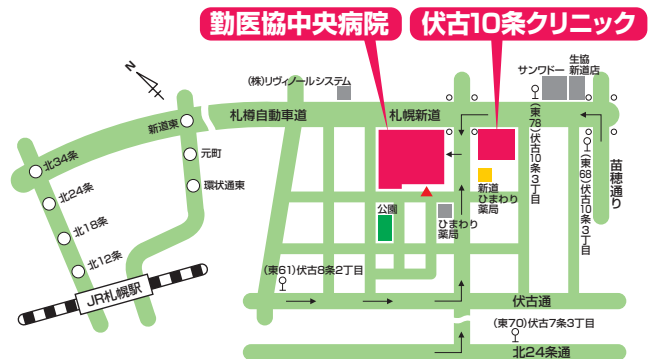 勤医協中央病院
伏古10条クリニック
N
(株)リヴィノールシステム
サンワドー
生協
新道店
札樽自動車道
札幌新道
新道東
元町
環状通東
北34条
北24条
北18条
北12条
JR札幌駅
(東78)伏古10条3丁目
(東68)伏古10条3丁目
苗穂通り
新道
ひまわり
薬局
公園
ひまわり
薬局
(東61)伏古8条2丁目
伏古通
(東70)伏古7条3丁目
北24条通